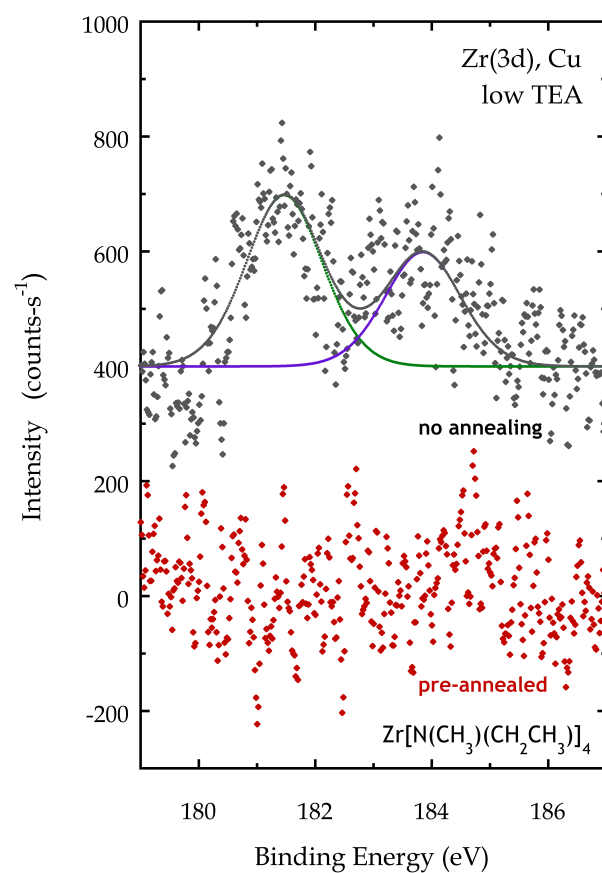 1000
Zr(3d), Cu
low TEA
800
600
400
no annealing
200
0
pre-annealed
-200
Zr[N(CH₃)(CH₂CH₃)]₄
180 182 184 186
Binding Energy (eV)
Intensity (counts-s⁻¹)